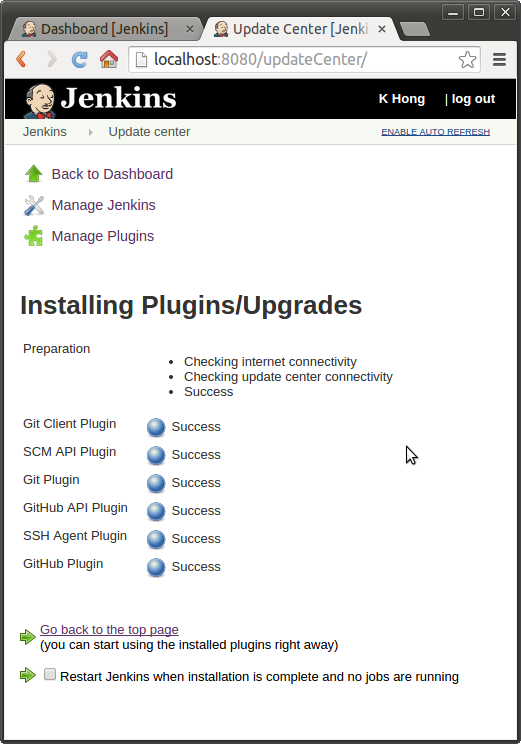 Dashboard [Jenkins]
Update Center [Jenki
localhost:8080/updateCenter/
Jenkins
K Hong | log out
Jenkins Update center
ENABLE AUTO REFRESH
Back to Dashboard
Manage Jenkins
Manage Plugins
Installing Plugins/Upgrades
Preparation
Checking internet connectivity
Checking update center connectivity
Success
Git Client Plugin Success
SCM API Plugin Success
Git Plugin Success
GitHub API Plugin Success
SSH Agent Plugin Success
GitHub Plugin Success
Go back to the top page
(you can start using the installed plugins right away)
Restart Jenkins when installation is complete and no jobs are running